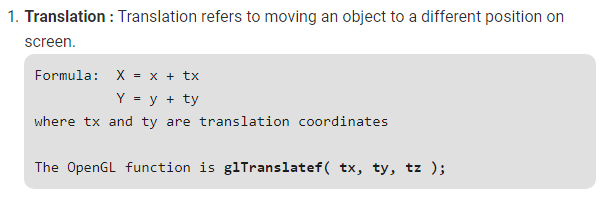 1. Translation : Translation refers to moving an object to a different position on
screen.
Formula: X = x + tx
Y = y + ty
where tx and ty are translation coordinates
The OpenGL function is glTranslatef( tx, ty, tz );